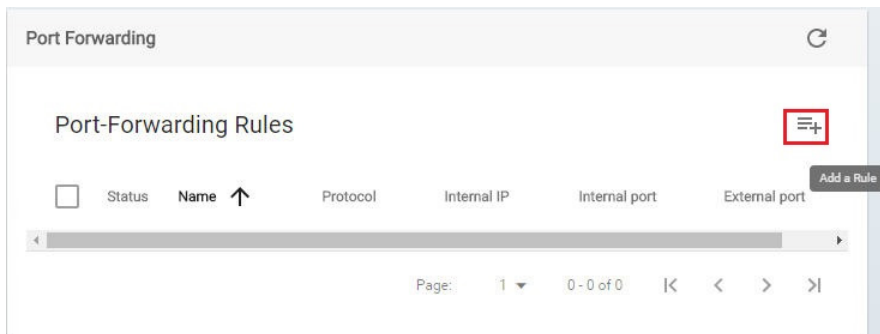 Port Forwarding
Port-Forwarding Rules
Add a Rule
Status Name Protocol Internal IP Internal port External port
Page: 1 0 - 0 of 0